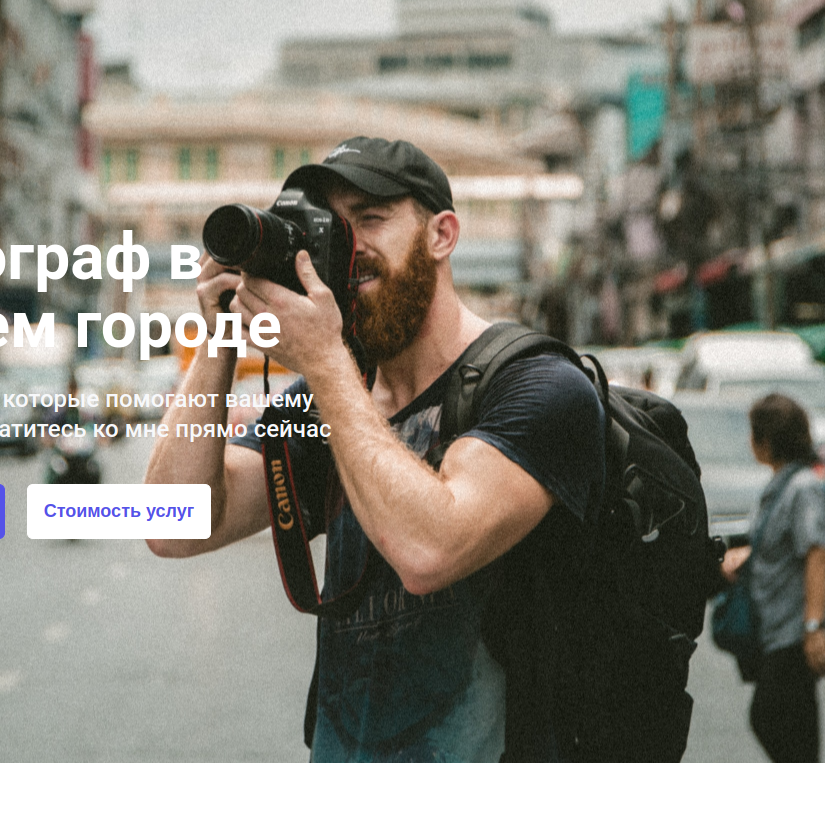 ограф в
ем городе
которые помогают вашему
атитесь ко мне прямо сейчас
Стоимость услуг
Canon
Canon